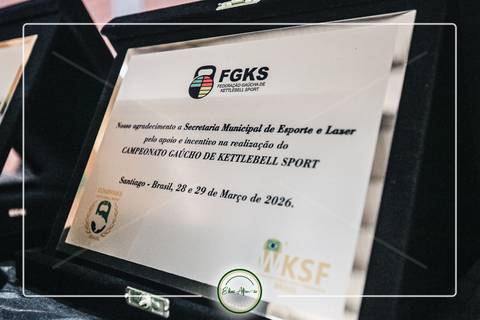 FGKS
FEDERAÇÃO GAÚCHA DE
KETTLEBELL SPORT
Nosso agradecimento a Secretaria Municipal de Esporte e Lazer
pelo apoio e incentivo na realização do
CAMPEONATO GAÚCHO DE KETTLEBELL SPORT
Santiago - Brasil, 28 e 29 de Março de 2026.
WKSF